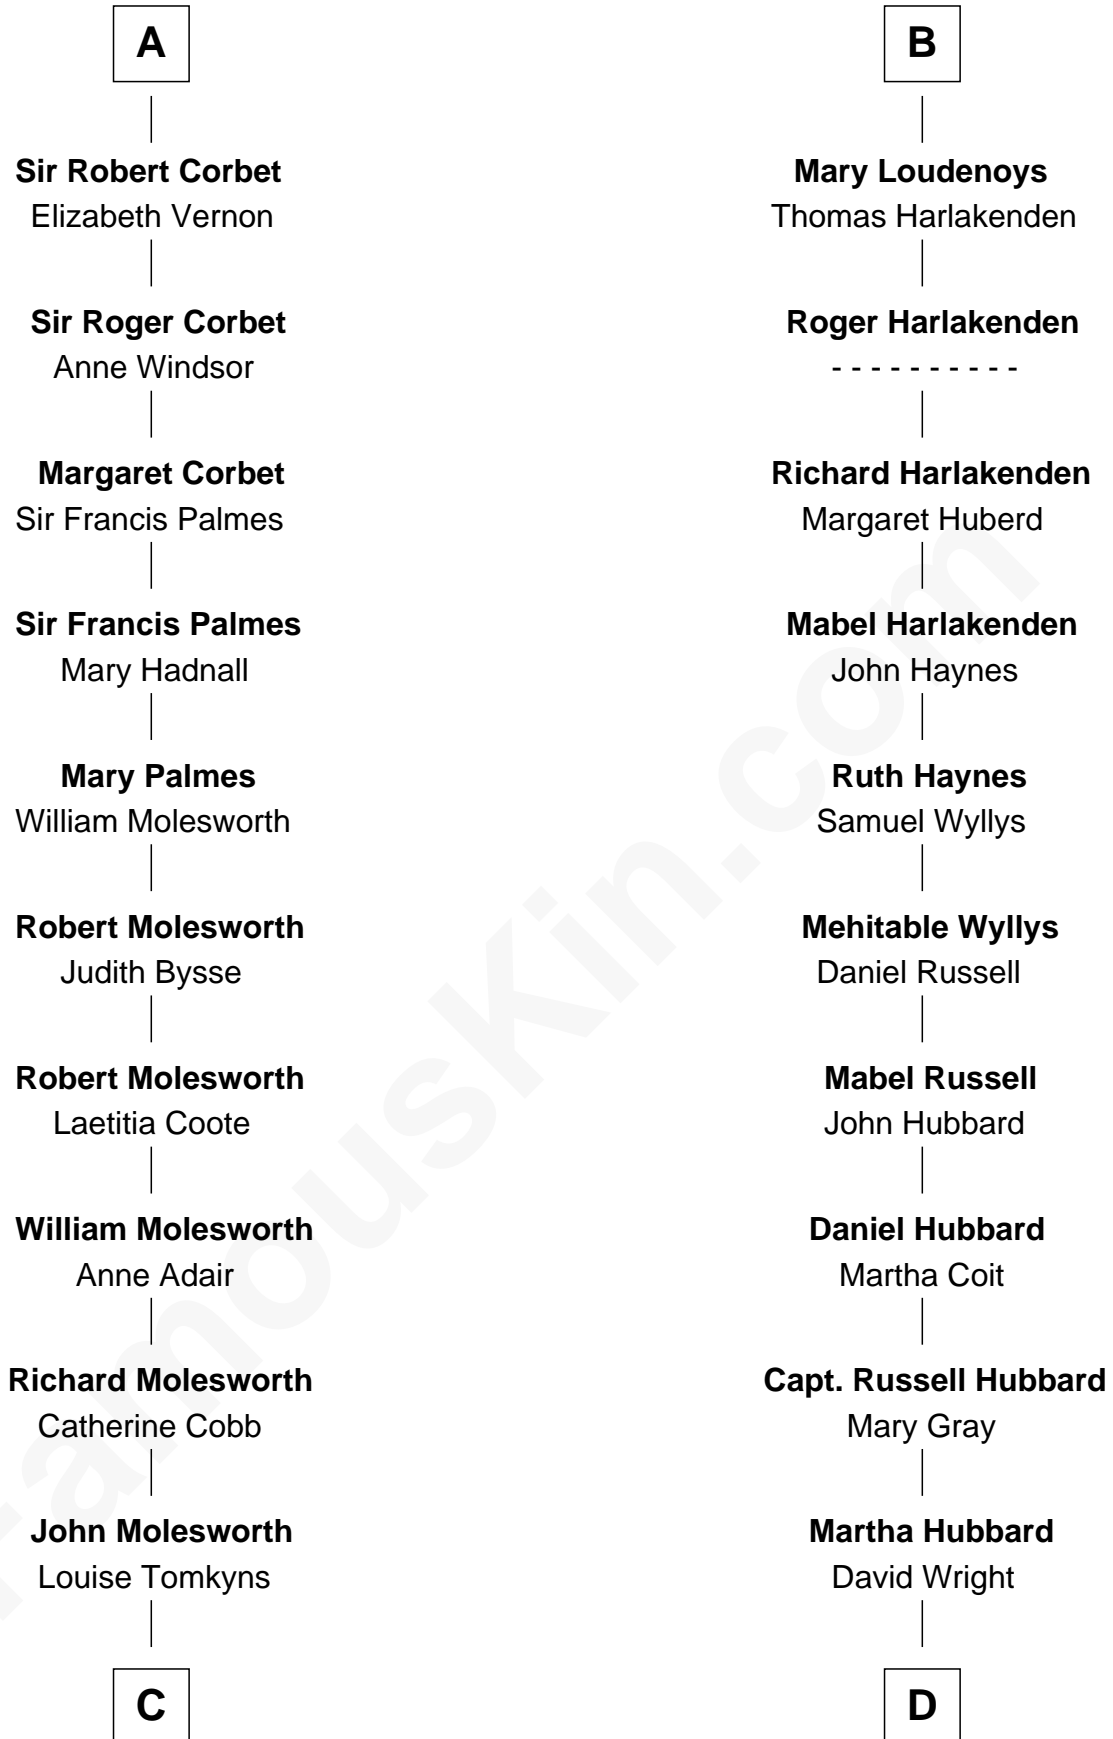 A
Sir Robert Corbet
Elizabeth Vernon
Sir Roger Corbet
Anne Windsor
Margaret Corbet
Sir Francis Palmes
Sir Francis Palmes
Mary Hadnall
Mary Palmes
William Molesworth
Robert Molesworth
Judith Bysse
Robert Molesworth
Laetitia Coote
William Molesworth
Anne Adair
Richard Molesworth
Catherine Cobb
John Molesworth
Louise Tomkyns
C
B
Mary Loudenoys
Thomas Harlakenden
Roger Harlakenden
- - - - - - - - - -
Richard Harlakenden
Margaret Huberd
Mabel Harlakenden
John Haynes
Ruth Haynes
Samuel Wyllys
Mehitable Wyllys
Daniel Russell
Mabel Russell
John Hubbard
Daniel Hubbard
Martha Coit
Capt. Russell Hubbard
Mary Gray
Martha Hubbard
David Wright
D
FamousKin.com